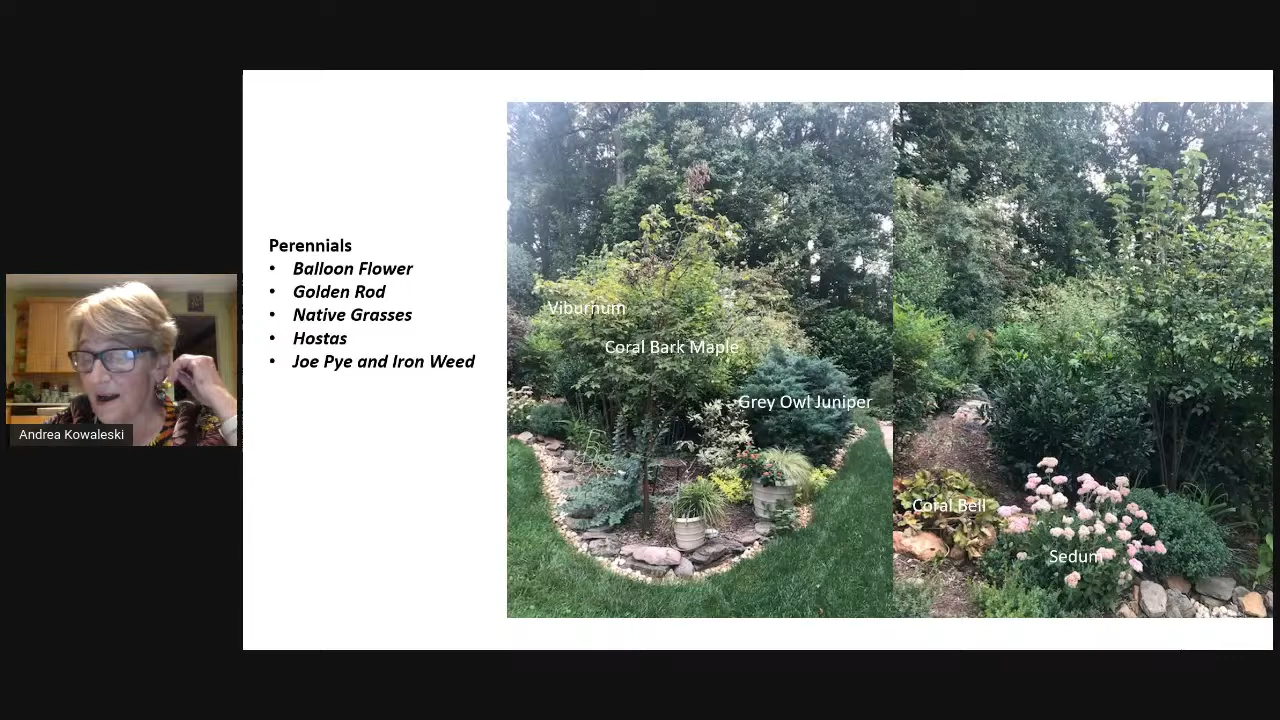 Perennials
• Balloon Flower
• Golden Rod
• Native Grasses
• Hostas
• Joe Pye and Iron Weed
Viburnum
Coral Bark Maple
Grey Owl Juniper
Coral Bell
Sedum
Andrea Kowaleski